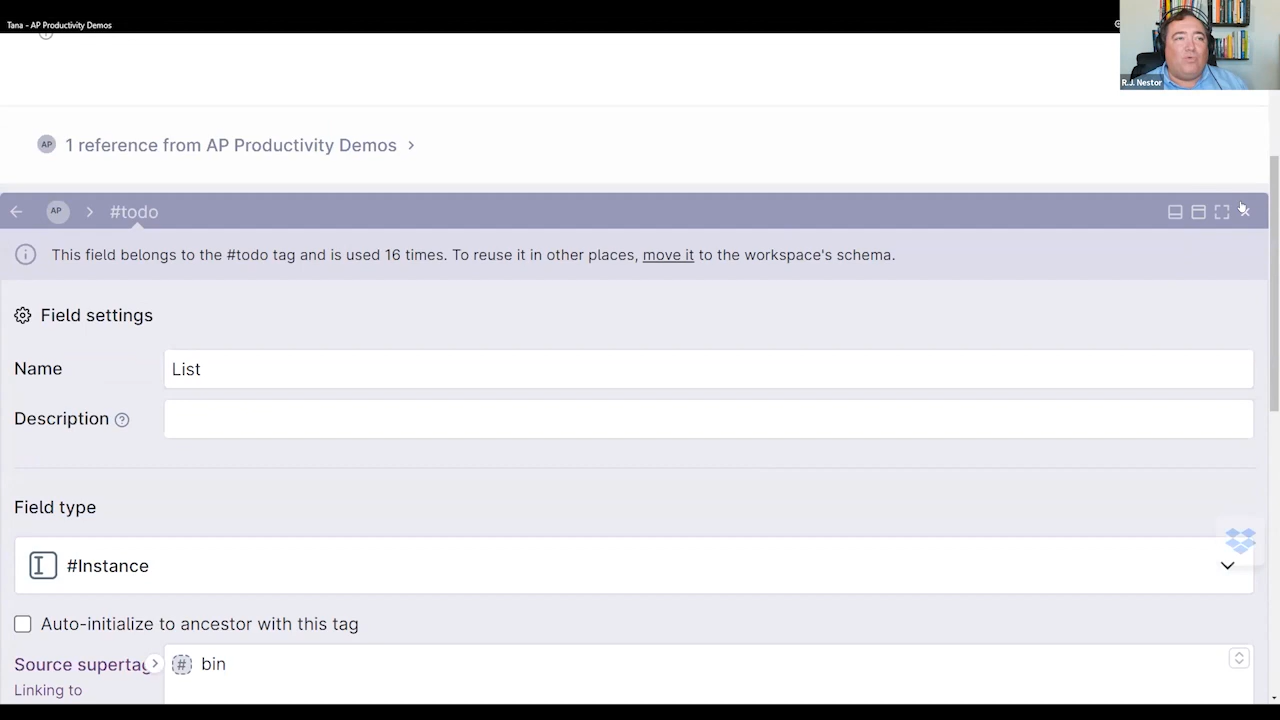 Tana - AP Productivity Demos
R.J. Nestor
AP 1 reference from AP Productivity Demos
AP #todo
This field belongs to the #todo tag and is used 16 times. To reuse it in other places, move it to the workspace's schema.
Field settings
Name List
Description
Field type
#Instance
Auto-initialize to ancestor with this tag
Source supertag # bin
Linking to